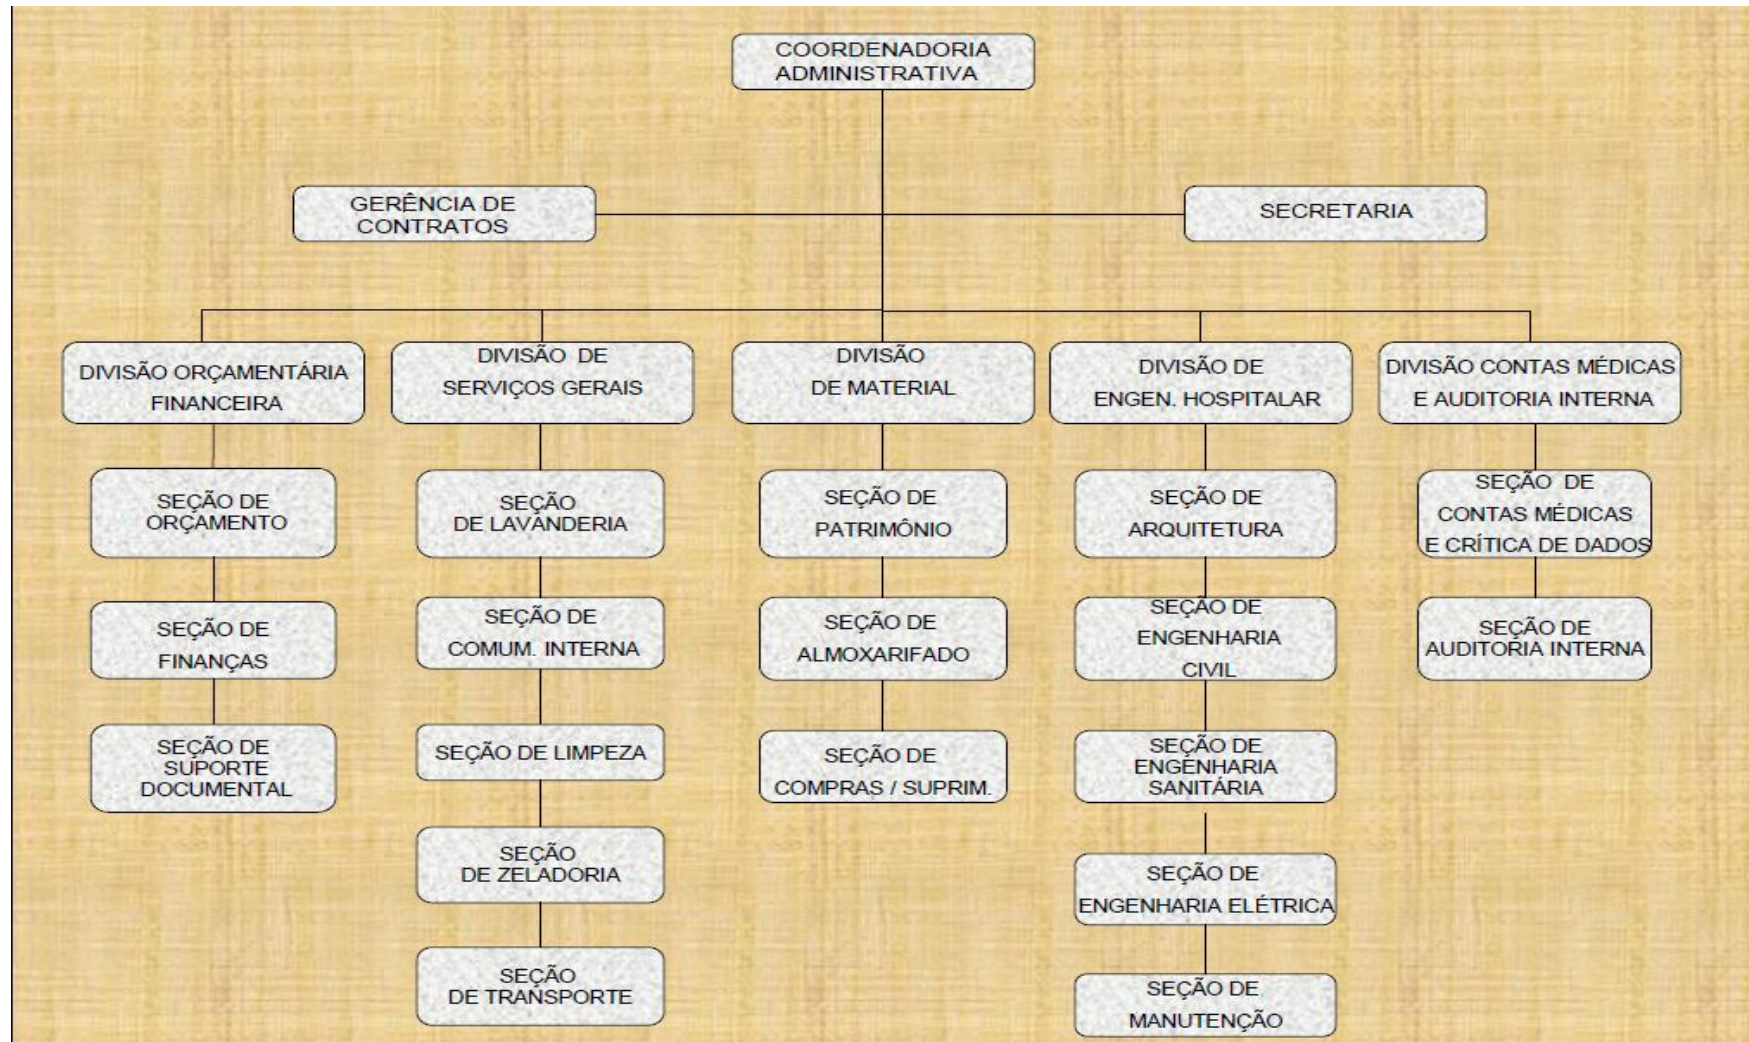 COORDENADORIA
ADMINISTRATIVA
GERÊNCIA DE
CONTRATOS
SECRETARIA
DIVISÃO ORÇAMENTÁRIA
FINANCEIRA
DIVISÃO DE
SERVIÇOS GERAIS
DIVISÃO
DE MATERIAL
DIVISÃO DE
ENGEN. HOSPITALAR
DIVISÃO CONTAS MÉDICAS
E AUDITORIA INTERNA
SEÇÃO DE
ORÇAMENTO
SEÇÃO DE
FINANÇAS
SEÇÃO DE
SUPORTE
DOCUMENTAL
SEÇÃO
DE LAVANDERIA
SEÇÃO DE
COMUM. INTERNA
SEÇÃO DE LIMPEZA
SEÇÃO
DE ZELADORIA
SEÇÃO
DE TRANSPORTE
SEÇÃO DE
PATRIMÔNIO
SEÇÃO DE
ALMOXARIFADO
SEÇÃO DE
COMPRAS / SUPRIM.
SEÇÃO DE
ARQUITETURA
SEÇÃO DE
ENGENHARIA
CIVIL
SEÇÃO DE
ENGENHARIA
SANITÁRIA
SEÇÃO DE
ENGENHARIA ELÉTRICA
SEÇÃO DE
MANUTENÇÃO
SEÇÃO DE
CONTAS MÉDICAS
E CRÍTICA DE DADOS
SEÇÃO DE
AUDITORIA INTERNA